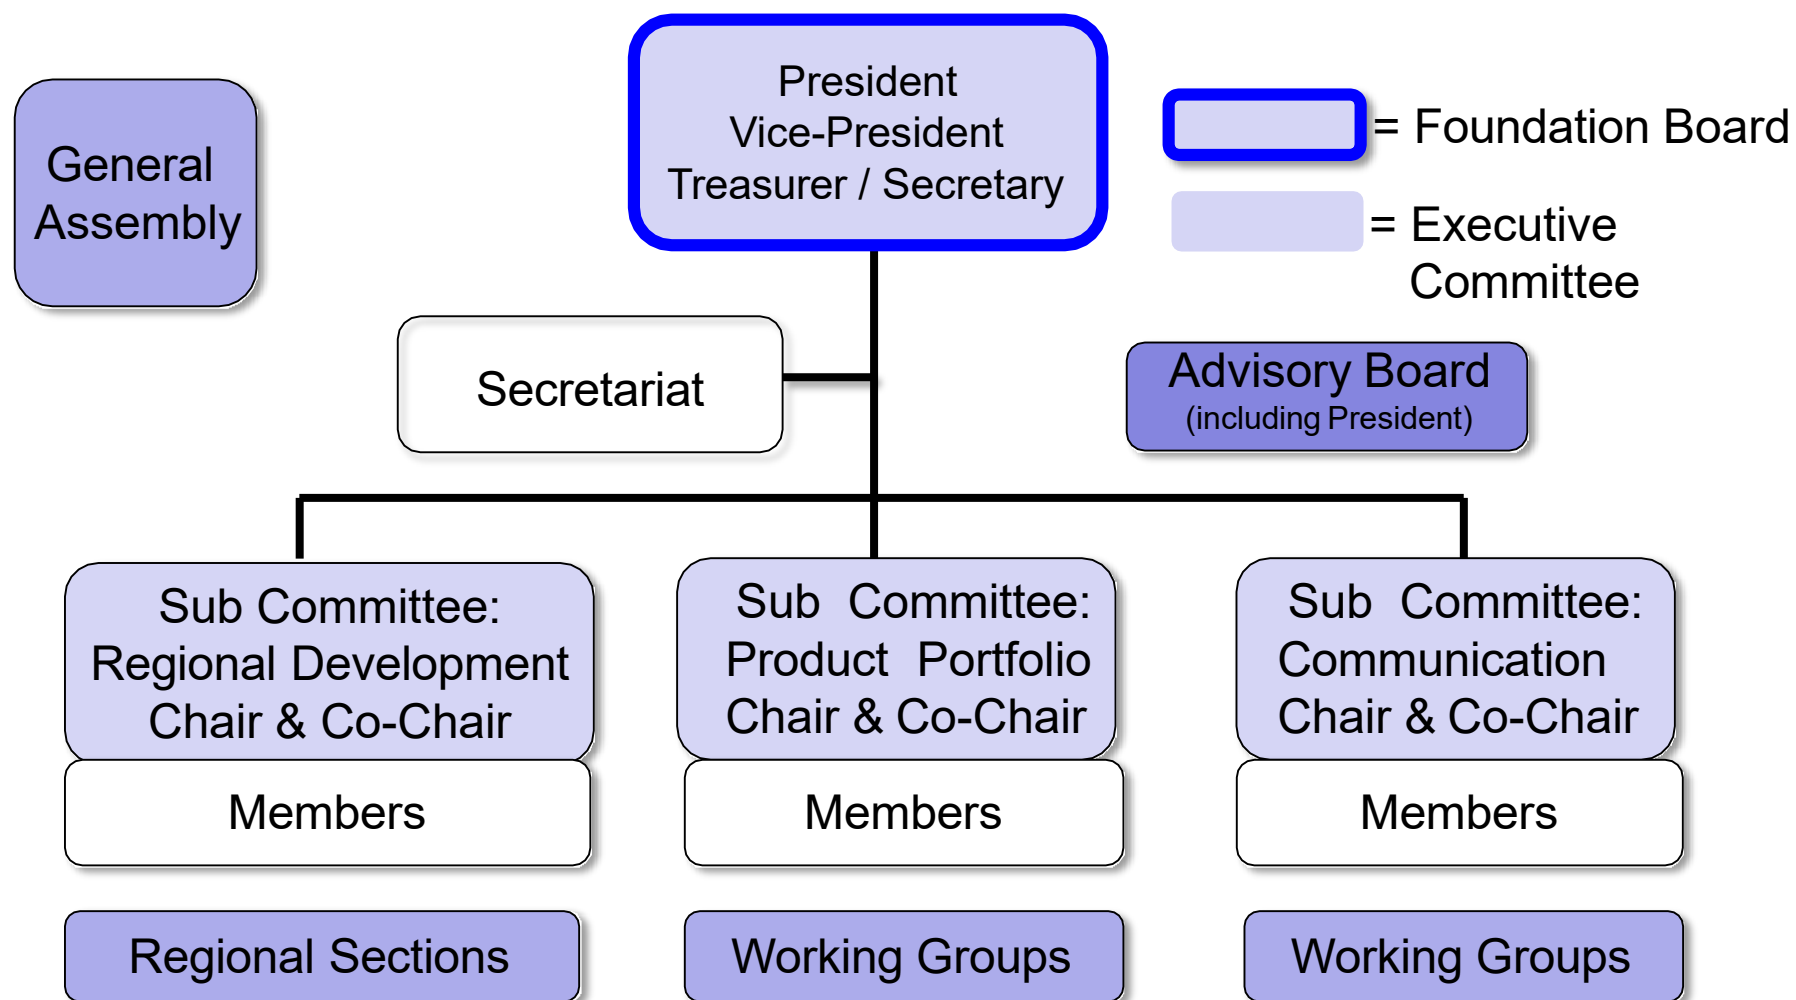 President
Vice-President
Treasurer / Secretary
General
Assembly
= Foundation Board
= Executive
Committee
Secretariat
Advisory Board
(including President)
Sub Committee:
Regional Development
Chair & Co-Chair
Members
Regional Sections
Sub Committee:
Product Portfolio
Chair & Co-Chair
Members
Working Groups
Sub Committee:
Communication
Chair & Co-Chair
Members
Working Groups